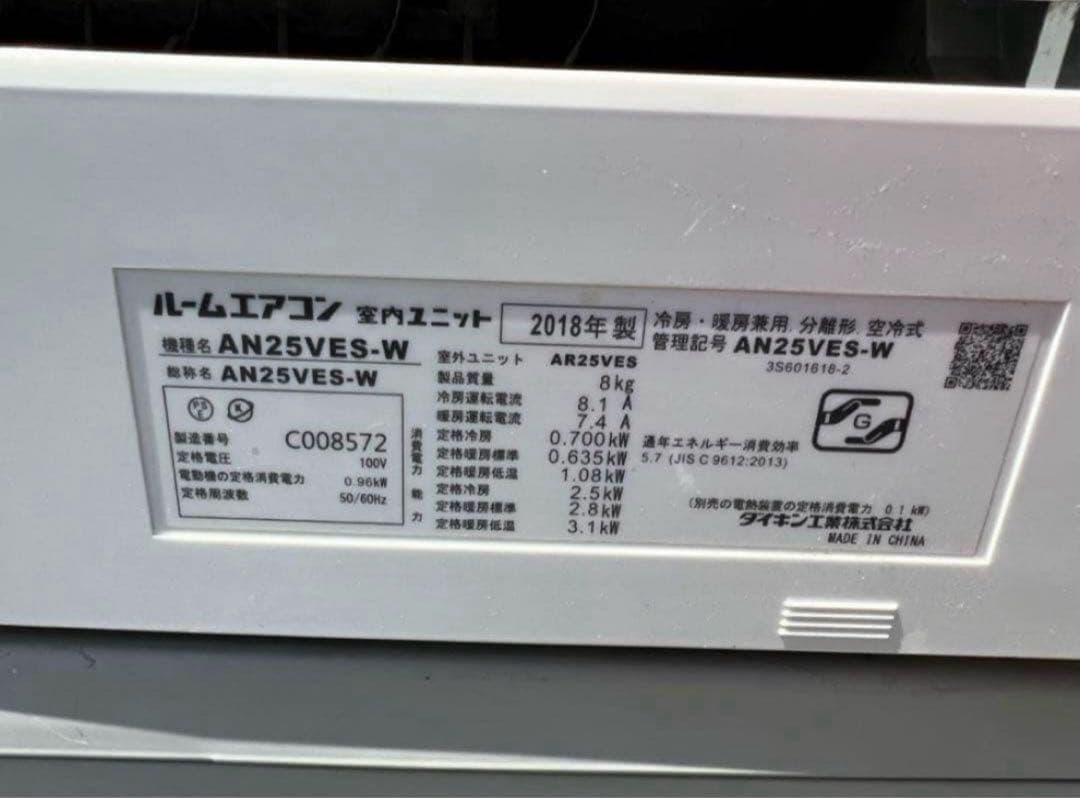 ルームエアコン 室内ユニット 2018年 製
機種名 AN25VES-W
総称名 AN25VES-W
PS
E
製造番号 C008572
定格電圧 100V
電動機の定格消費電力 0.96kW
定格周波数 50/60Hz
室外ユニット AR25VES
製品質量 8kg
冷房運転電流 8.1 A
暖房運転電流 7.4 A
消費電力
定格冷房 0.700kW
定格暖房標準 0.635kW
定格暖房低温 1.08kW
能力
定格冷房 2.5kW
定格暖房標準 2.8kW
定格暖房低温 3.1kW
冷房・暖房兼用, 分離形, 空冷式
管理記号 AN25VES-W
3S601618-2
G
通年エネルギー消費効率
5.7 (JIS C 9612:2013)
(別売の電熱装置の定格消費電力 0.1 kW)
ダイキン工業株式会社
MADE IN CHINA